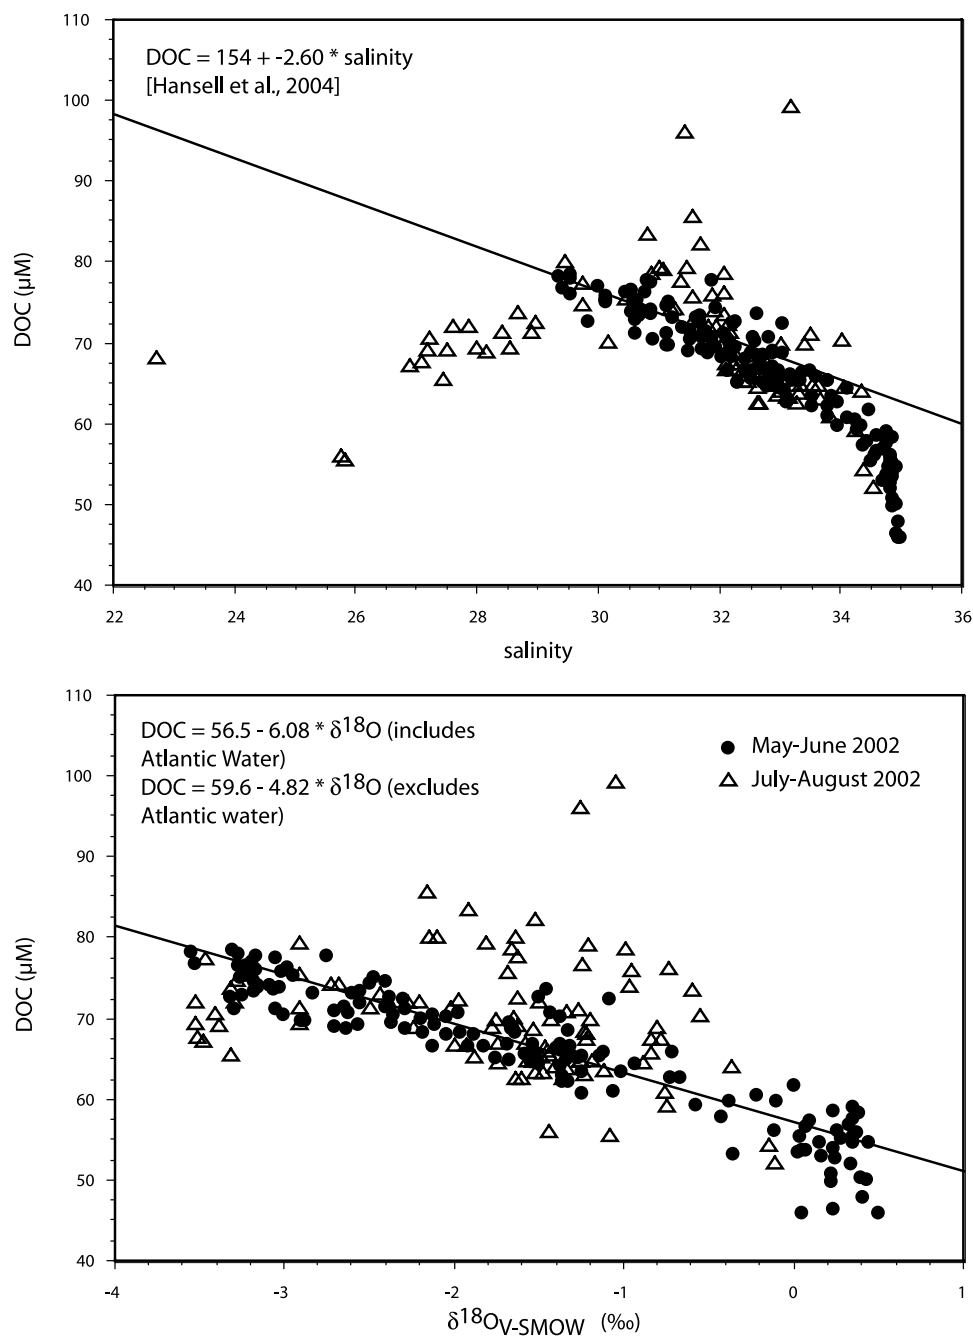 110
DOC = 154 + -2.60 * salinity
[Hansell et al., 2004]
100
90
80
70
60
50
40
DOC (µM)
22 24 26 28 30 32 34 36
salinity
110
DOC = 56.5 - 6.08 * δ18O (includes
Atlantic Water)
DOC = 59.6 - 4.82 * δ18O (excludes
Atlantic water)
May-June 2002
July-August 2002
100
90
80
70
60
50
40
DOC (µM)
-4 -3 -2 -1 0 1
δ18OV-SMOW (‰)